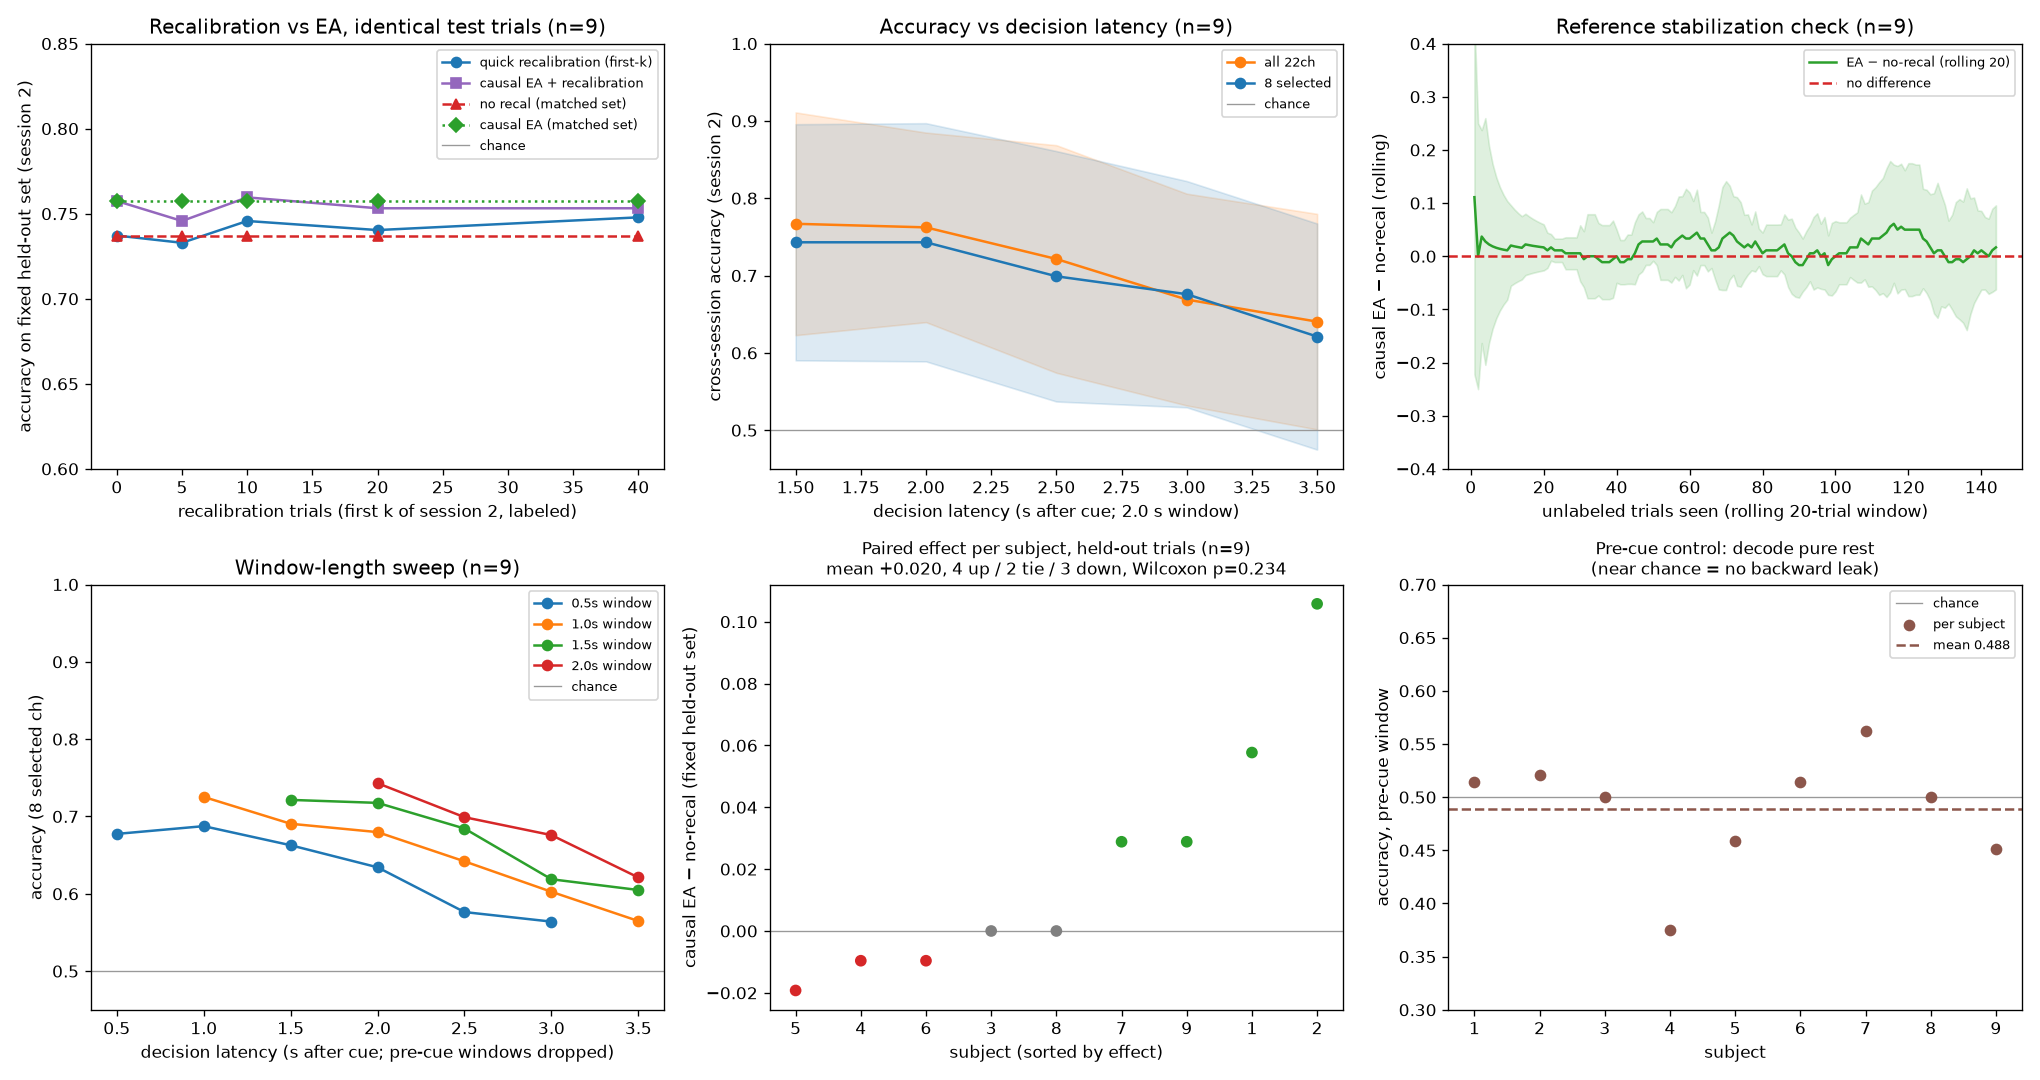 Recalibration vs EA, identical test trials (n=9)
accuracy on fixed held-out set (session 2)
0.85
0.80
0.75
0.70
0.65
0.60
quick recalibration (first-k)
causal EA + recalibration
no recal (matched set)
causal EA (matched set)
chance
0 5 10 15 20 25 30 35 40
recalibration trials (first k of session 2, labeled)
Accuracy vs decision latency (n=9)
cross-session accuracy (session 2)
1.0
0.9
0.8
0.7
0.6
0.5
all 22ch
8 selected
chance
1.50 1.75 2.00 2.25 2.50 2.75 3.00 3.25 3.50
decision latency (s after cue; 2.0 s window)
Reference stabilization check (n=9)
causal EA − no-recal (rolling)
0.4
0.3
0.2
0.1
0.0
−0.1
−0.2
−0.3
−0.4
EA − no-recal (rolling 20)
no difference
0 20 40 60 80 100 120 140
unlabeled trials seen (rolling 20-trial window)
Window-length sweep (n=9)
accuracy (8 selected ch)
1.0
0.9
0.8
0.7
0.6
0.5
0.5s window
1.0s window
1.5s window
2.0s window
chance
0.5 1.0 1.5 2.0 2.5 3.0 3.5
decision latency (s after cue; pre-cue windows dropped)
Paired effect per subject, held-out trials (n=9)
mean +0.020, 4 up / 2 tie / 3 down, Wilcoxon p=0.234
causal EA − no-recal (fixed held-out set)
0.10
0.08
0.06
0.04
0.02
0.00
−0.02
5 4 6 3 8 7 9 1 2
subject (sorted by effect)
Pre-cue control: decode pure rest
(near chance = no backward leak)
accuracy, pre-cue window
0.70
0.65
0.60
0.55
0.50
0.45
0.40
0.35
0.30
chance
per subject
mean 0.488
1 2 3 4 5 6 7 8 9
subject